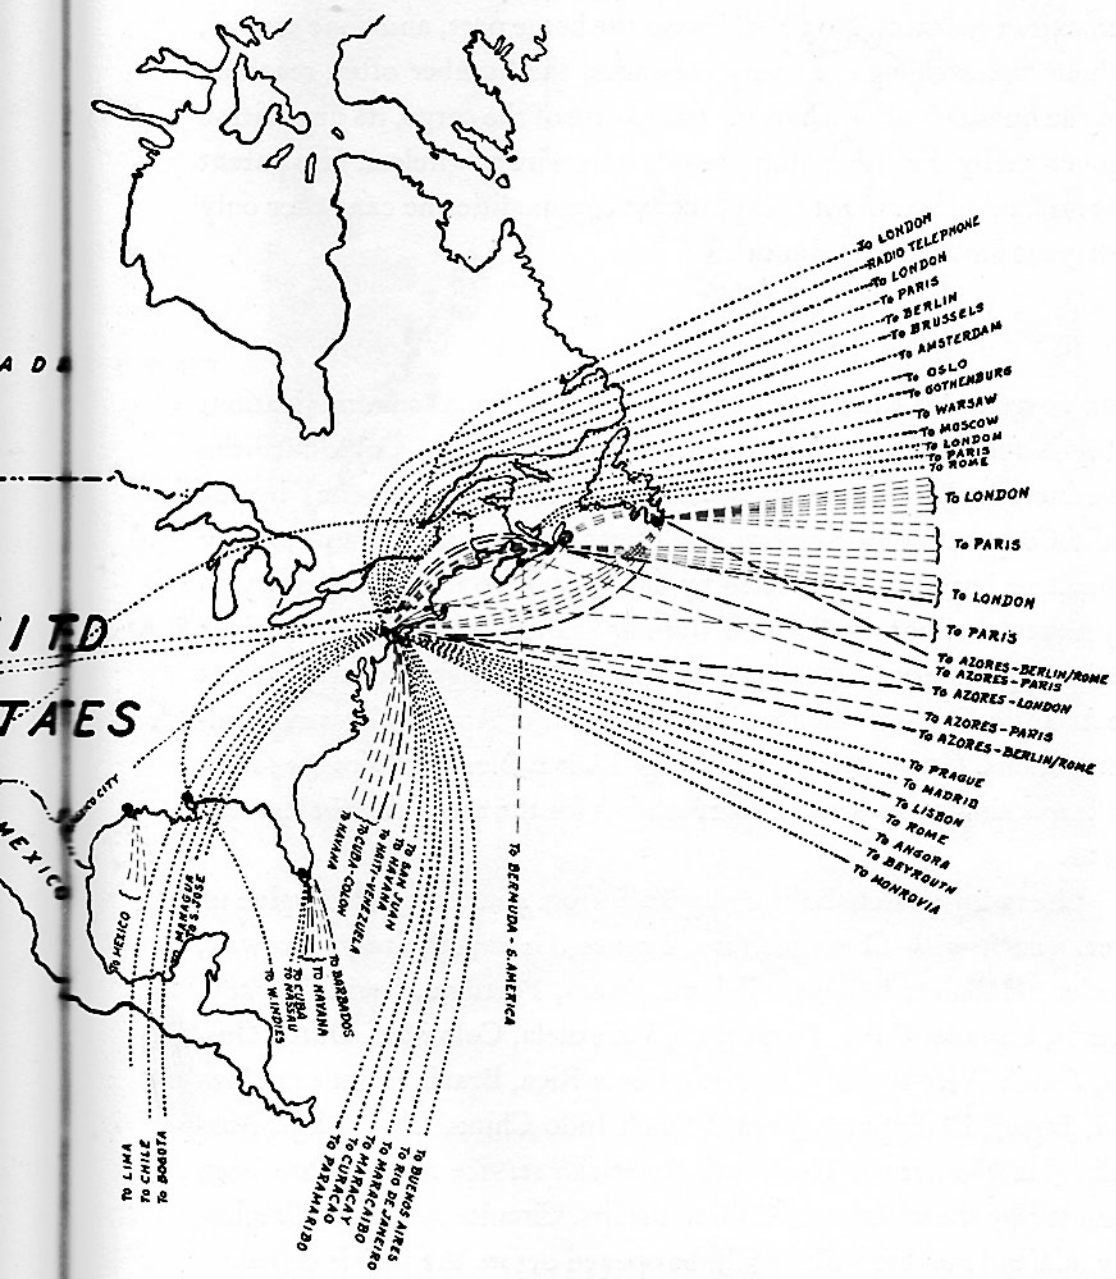 To LONDON
RADIO TELEPHONE
To LONDON
To PARIS
To BERLIN
To BRUSSELS
To AMSTERDAM
To OSLO
To GOTHENBURG
To WARSAW
To MOSCOW
To LONDON
To PARIS
To ROME
To LONDON
To PARIS
To LONDON
To PARIS
To AZORES-BERLIN/ROME
To AZORES-PARIS
To AZORES-LONDON
To AZORES-PARIS
To AZORES-BERLIN/ROME
To PRAGUE
To MADRID
To LISBON
To ROME
To ANGORA
To BEYROUTH
To MONROVIA
ADE
ITD
TAES
CITY
MEXICO
To MEXICO
To MANAGUA
To S. JOSE
To HAVANA
To CUBA-COLON
To HAITI-VENEZUELA
To HAVANA
To SAN JUAN
To BERMUDA - S. AMERICA
To W. INDIES
To NASSAU
To CUBA
To HAVANA
To BARBADOS
To LIMA
To CHILE
To BOGOTA
To PARAMARIBO
To CURACAO
To MARACAY
To MARACAIBO
To RIO DE JANEIRO
To BUENOS AIRES